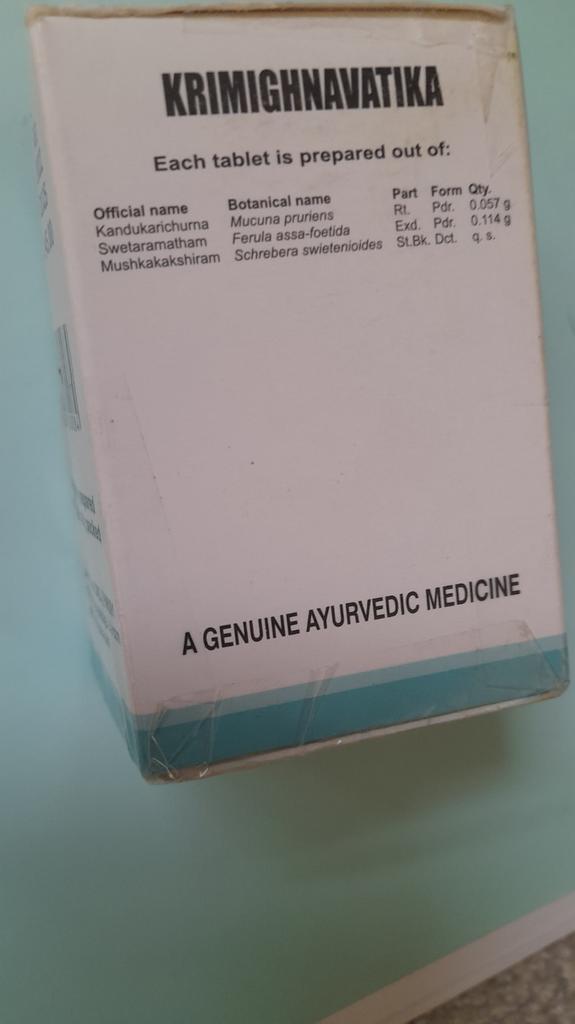 KRIMIGHNAVATIKA
Each tablet is prepared out of:
Official name Botanical name Part Form Qty.
Kandukarichurna Mucuna pruriens Rt. Pdr. 0.057 g
Swetaramatham Ferula assa-foetida Exd. Pdr. 0.114 g
Mushkakakshiram Schrebera swietenioides St.Bk. Dct. q. s.
A GENUINE AYURVEDIC MEDICINE